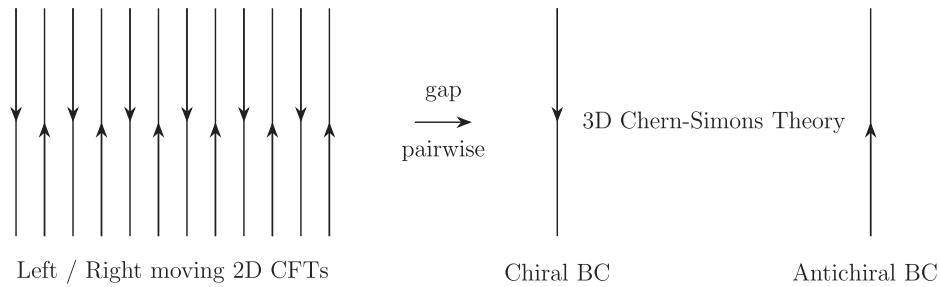 gap
pairwise
3D Chern-Simons Theory
Left / Right moving 2D CFTs
Chiral BC
Antichiral BC